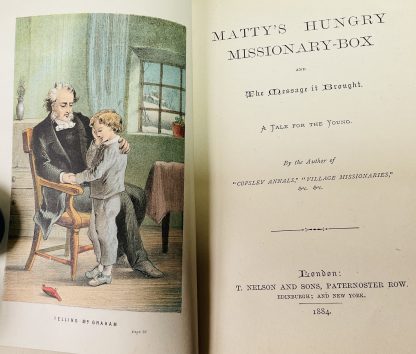 TELLING MR GRAHAM
MATTY'S HUNGRY
MISSIONARY-BOX
AND
The Message it Brought.
A TALE FOR THE YOUNG.
By the Author of
"COPSLEY ANNALS," "VILLAGE MISSIONARIES,"
&c. &c.
London:
T. NELSON AND SONS, PATERNOSTER ROW.
EDINBURGH; AND NEW YORK.
1884.